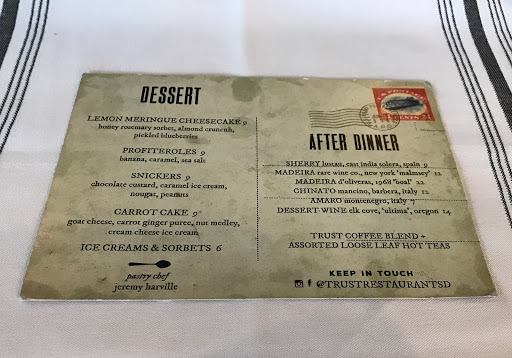 DESSERT
LEMON MERINGUE CHEESECAKE 9
honey rosemary sorbet, almond crunch,
pickled blueberries
PROFITEROLES 9
banana, caramel, sea salt
SNICKERS 9
chocolate custard, caramel ice cream,
nougat, peanuts
CARROT CAKE 9
goat cheese, carrot ginger puree, nut medley,
cream cheese ice cream
ICE CREAMS & SORBETS 6
pastry chef
jeremy harville
AFTER DINNER
SHERRY lustau, east india solera, spain 9
MADEIRA rare wine co., new york 'malmsey' 12
MADEIRA d'oliveras, 1968 'boal' 22
CHINATO mancino, barbera, italy 12
AMARO montenegro, italy 7
DESSERT WINE elk cove, 'ultima', oregon 14
TRUST COFFEE BLEND +
ASSORTED LOOSE LEAF HOT TEAS
KEEP IN TOUCH
@TRUSTRESTAURANTSD